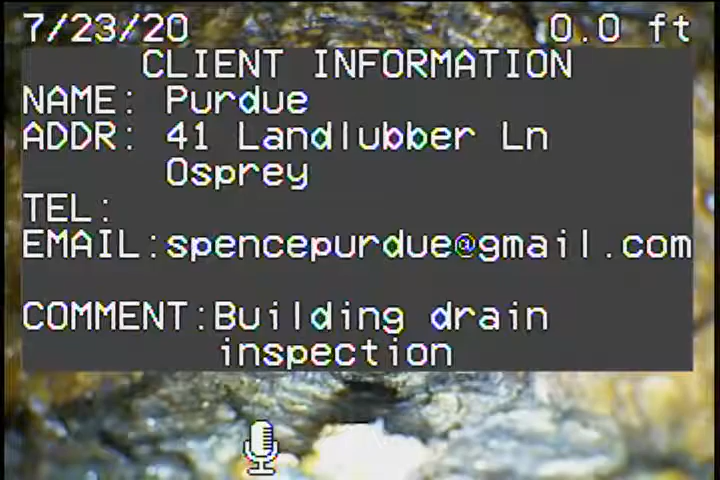 7/23/20 0.0 ft
CLIENT INFORMATION
NAME: Purdue
ADDR: 41 Landlubber Ln
Osprey
TEL:
EMAIL:spencepurdue@gmail.com
COMMENT:Building drain
inspection